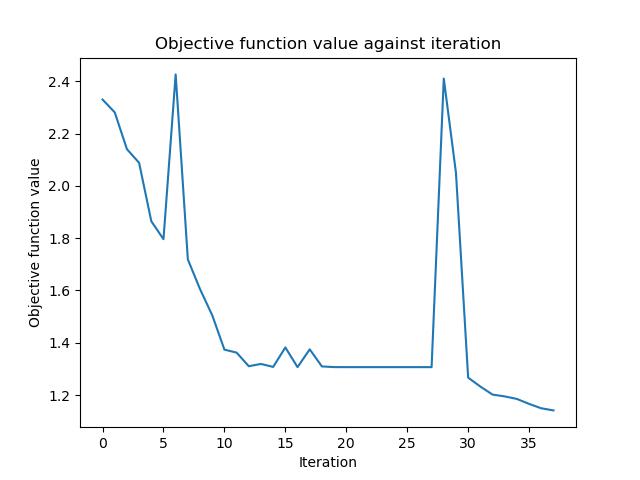 Objective function value against iteration
2.4
2.2
2.0
1.8
1.6
1.4
1.2
Objective function value
0 5 10 15 20 25 30 35
Iteration